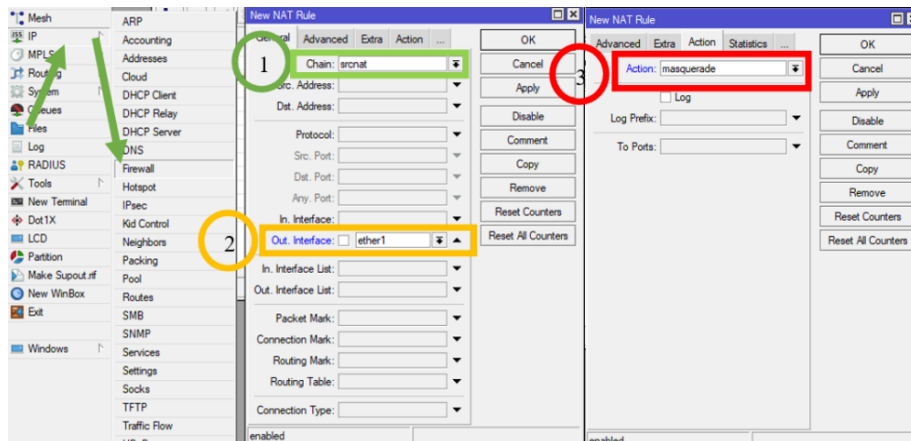 Mesh
IP
MPLS
Routing
System
Queues
Files
Log
RADIUS
Tools
New Terminal
Dot1X
LCD
Partition
Make Supout.rif
New WinBox
Exit
Windows
ARP
Accounting
Addresses
Cloud
DHCP Client
DHCP Relay
DHCP Server
DNS
Firewall
Hotspot
IPsec
Kid Control
Neighbors
Packing
Pool
Routes
SMB
SNMP
Services
Settings
Socks
TFTP
Traffic Flow
New NAT Rule
General Advanced Extra Action ...
1
Chain: srcnat
Src. Address:
Dst. Address:
Protocol:
Src. Port:
Dst. Port:
Any. Port:
In. Interface:
2
Out. Interface: ether1
In. Interface List:
Out. Interface List:
Packet Mark:
Connection Mark:
Routing Mark:
Routing Table:
Connection Type:
enabled
OK
Cancel
Apply
Disable
Comment
Copy
Remove
Reset Counters
Reset All Counters
New NAT Rule
Advanced Extra Action Statistics ...
3
Action: masquerade
Log
Log Prefix:
To Ports:
enabled
OK
Cancel
Apply
Disable
Comment
Copy
Remove
Reset Counters
Reset All Counters